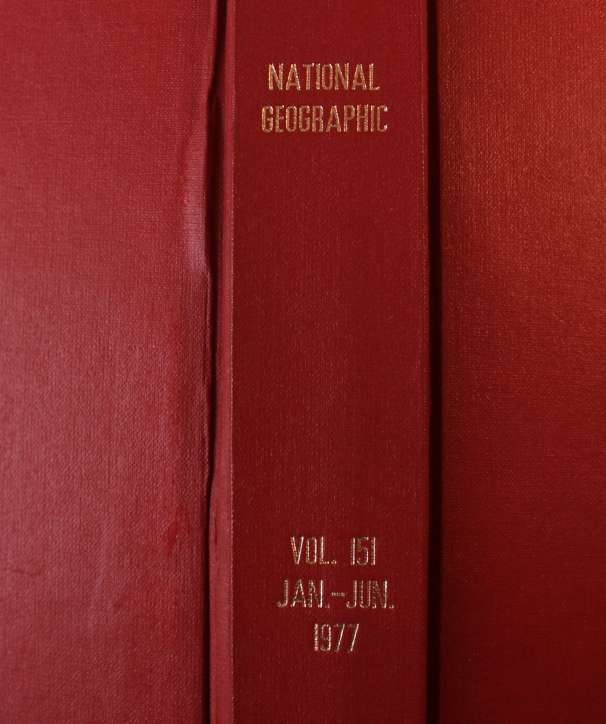 NATIONAL
GEOGRAPHIC
VOL. 151
JAN.-JUN.
1977